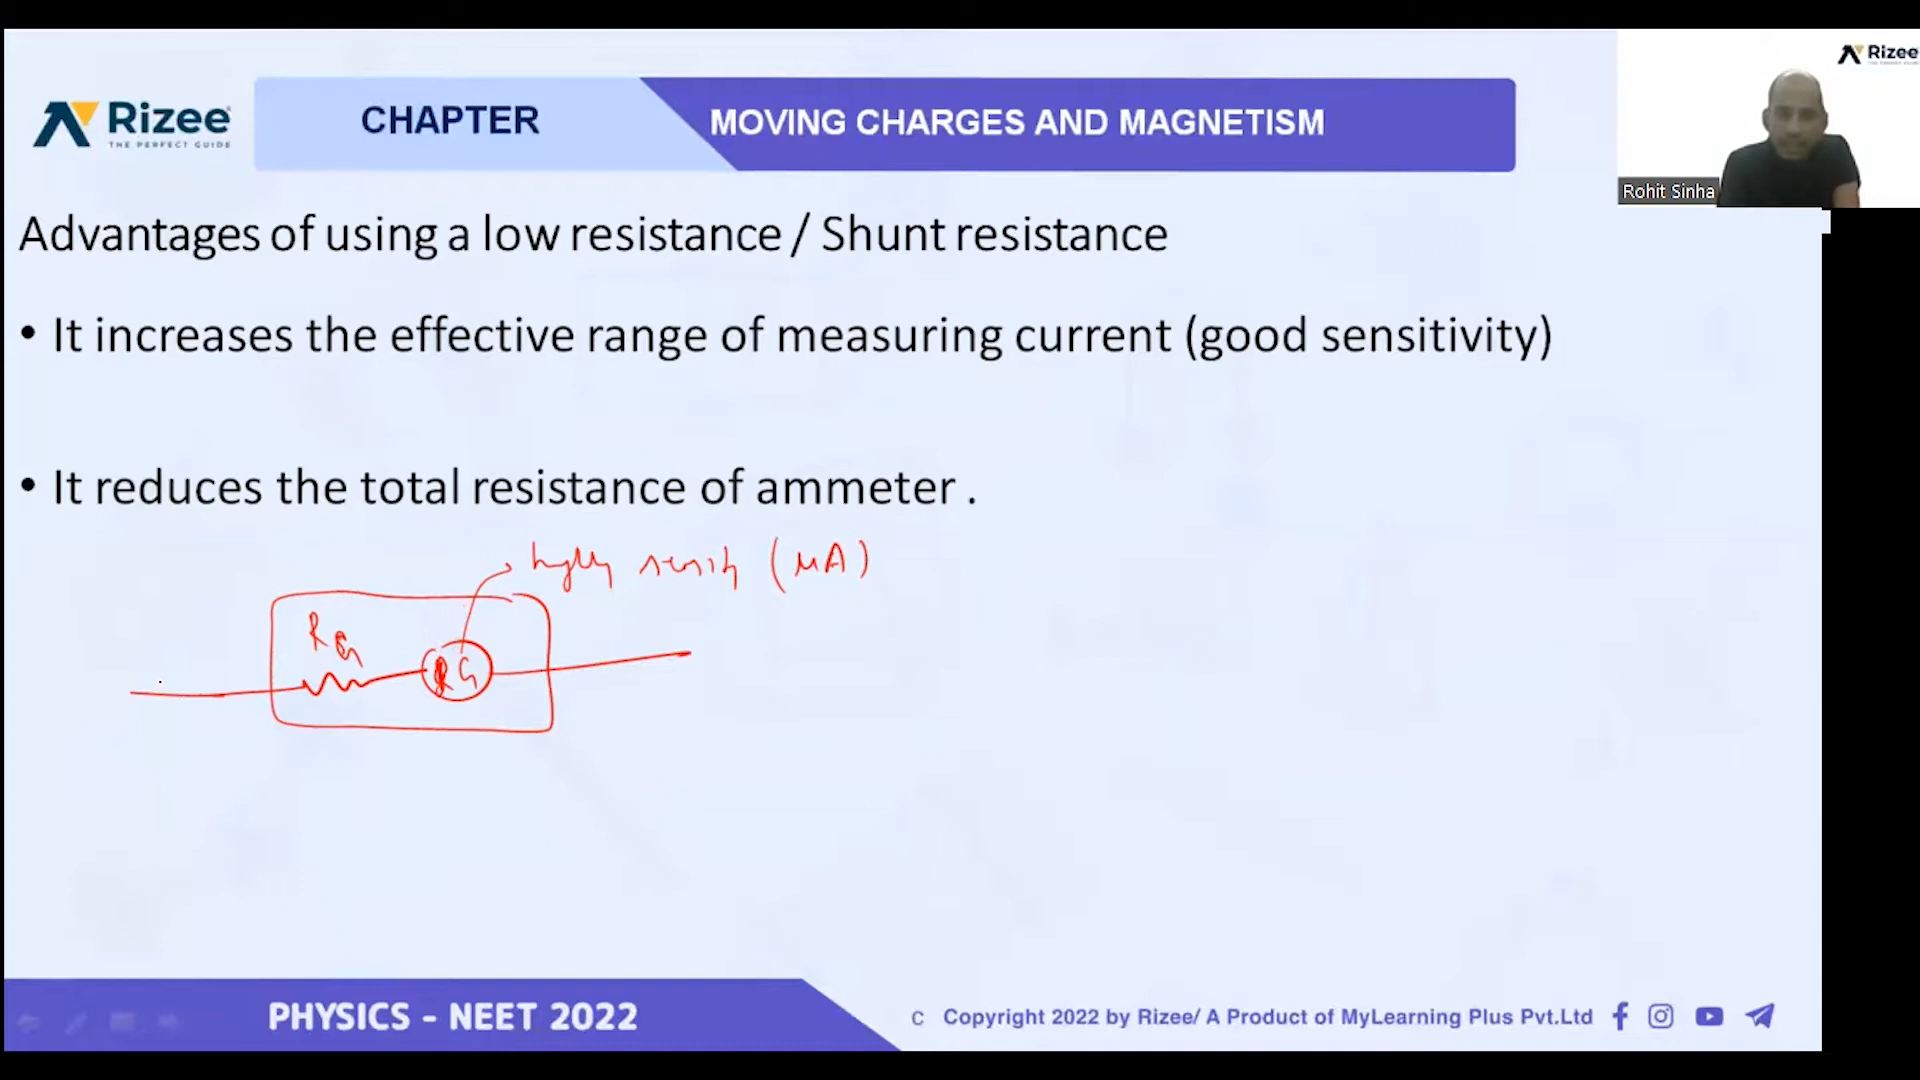 Rizee
THE PERFECT GUIDE
CHAPTER
MOVING CHARGES AND MAGNETISM
Rizee
Rohit Sinha
Advantages of using a low resistance / Shunt resistance
• It increases the effective range of measuring current (good sensitivity)
• It reduces the total resistance of ammeter .
(μA)
RG
G
PHYSICS - NEET 2022
C Copyright 2022 by Rizee/ A Product of MyLearning Plus Pvt.Ltd